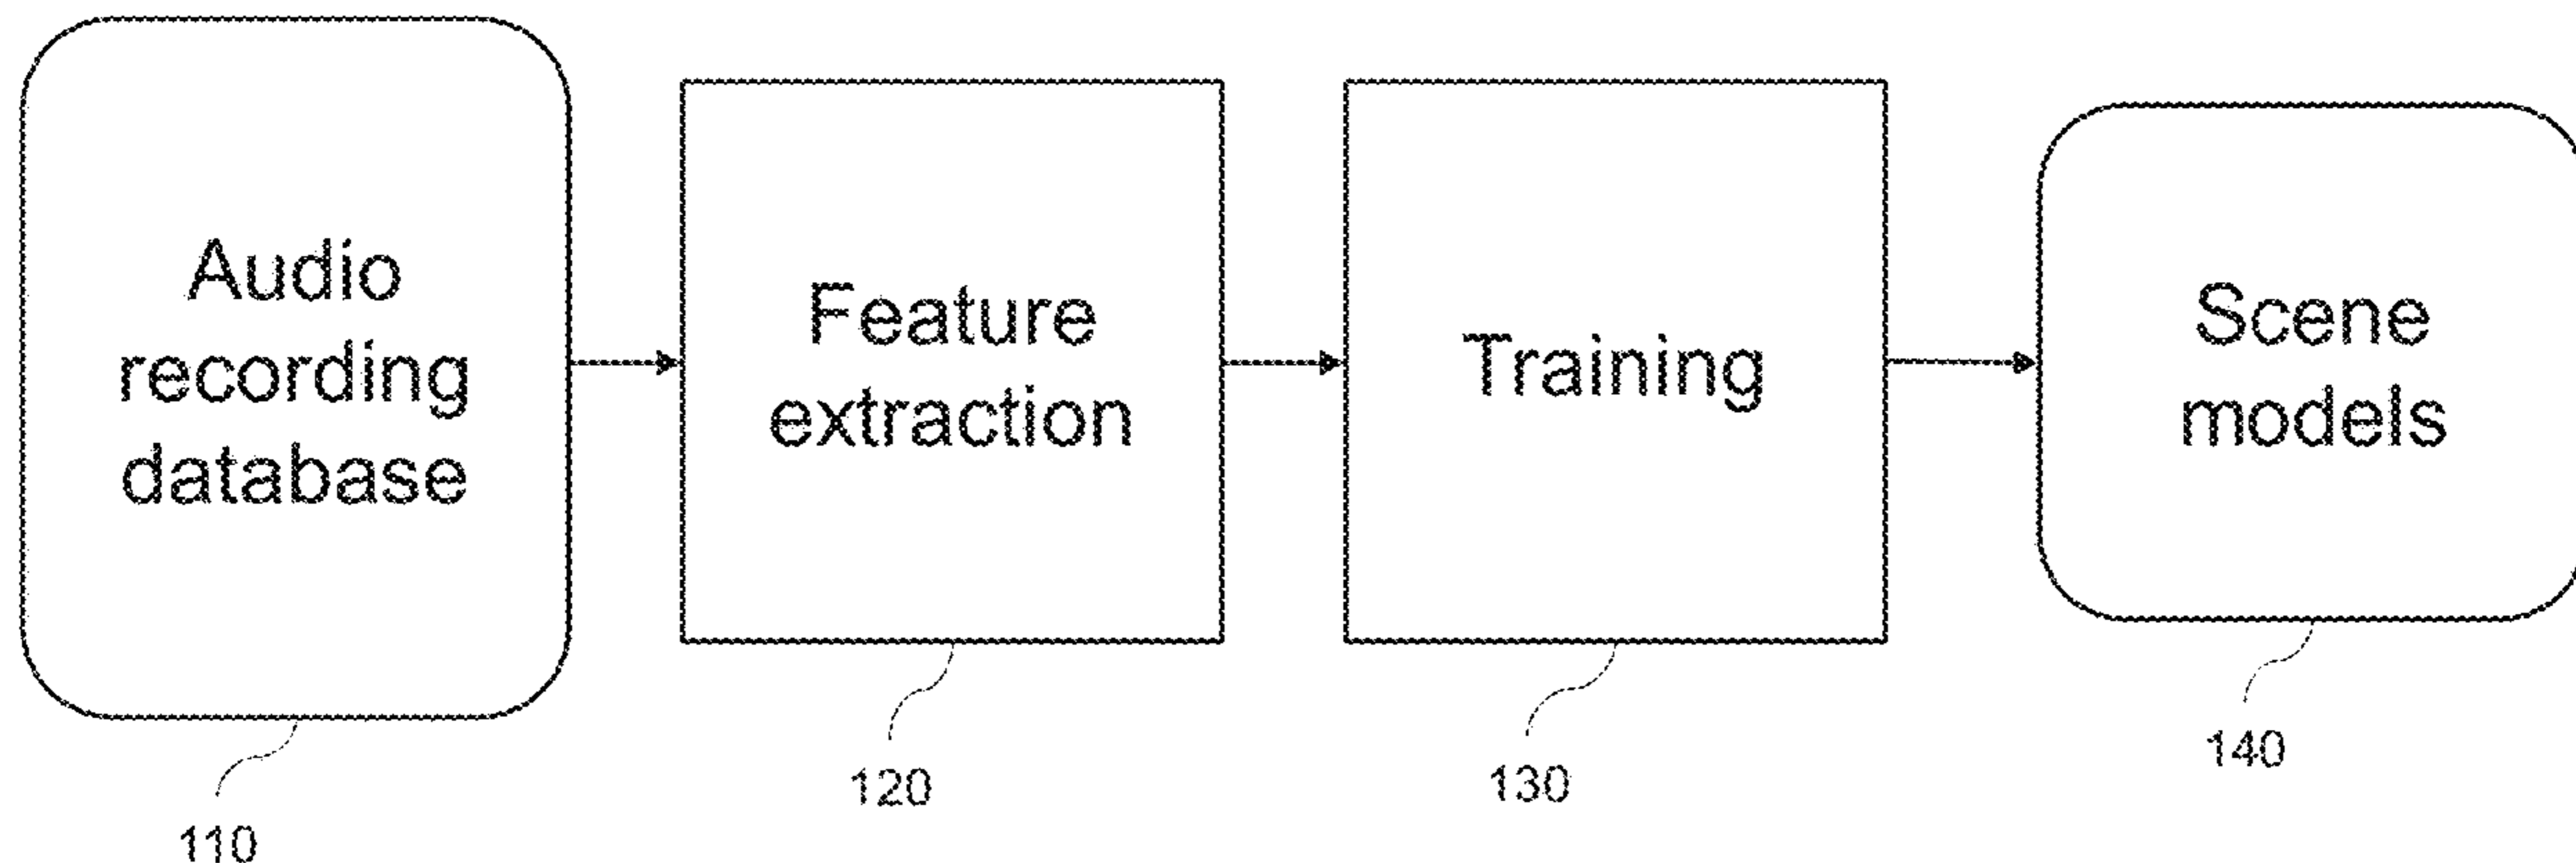 Audio
recording
database
Feature
extraction
Training
Scene
models
110
120
130
140